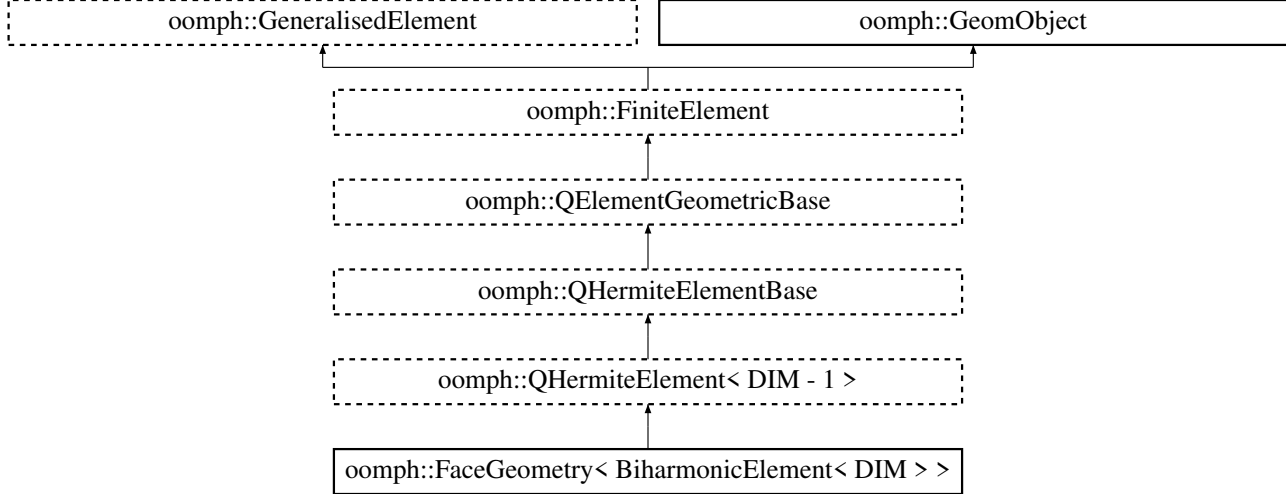 oomph::GeneralisedElement
oomph::GeomObject
oomph::FiniteElement
oomph::QElementGeometricBase
oomph::QHermiteElementBase
oomph::QHermiteElement< DIM - 1 >
oomph::FaceGeometry< BiharmonicElement< DIM > >